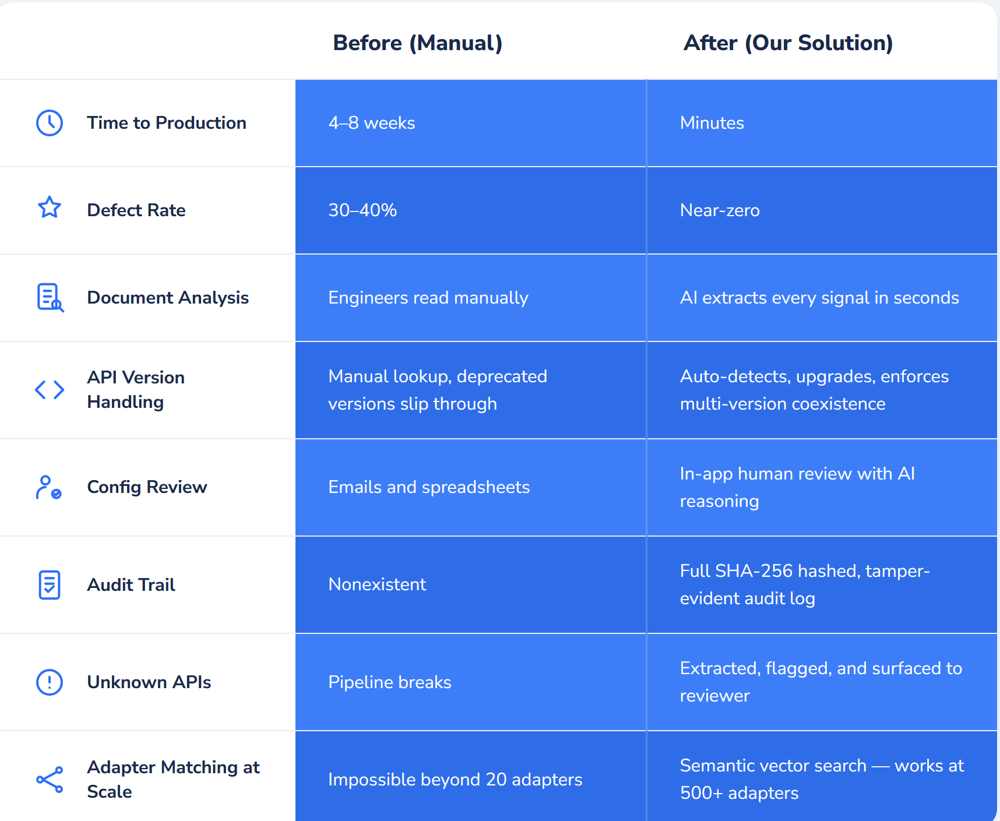 Before (Manual)
After (Our Solution)
Time to Production
4–8 weeks
Minutes
Defect Rate
30–40%
Near-zero
Document Analysis
Engineers read manually
AI extracts every signal in seconds
API Version
Handling
Manual lookup, deprecated
versions slip through
Auto-detects, upgrades, enforces
multi-version coexistence
Config Review
Emails and spreadsheets
In-app human review with AI
reasoning
Audit Trail
Nonexistent
Full SHA-256 hashed, tamper-
evident audit log
Unknown APIs
Pipeline breaks
Extracted, flagged, and surfaced to
reviewer
Adapter Matching at
Scale
Impossible beyond 20 adapters
Semantic vector search — works at
500+ adapters